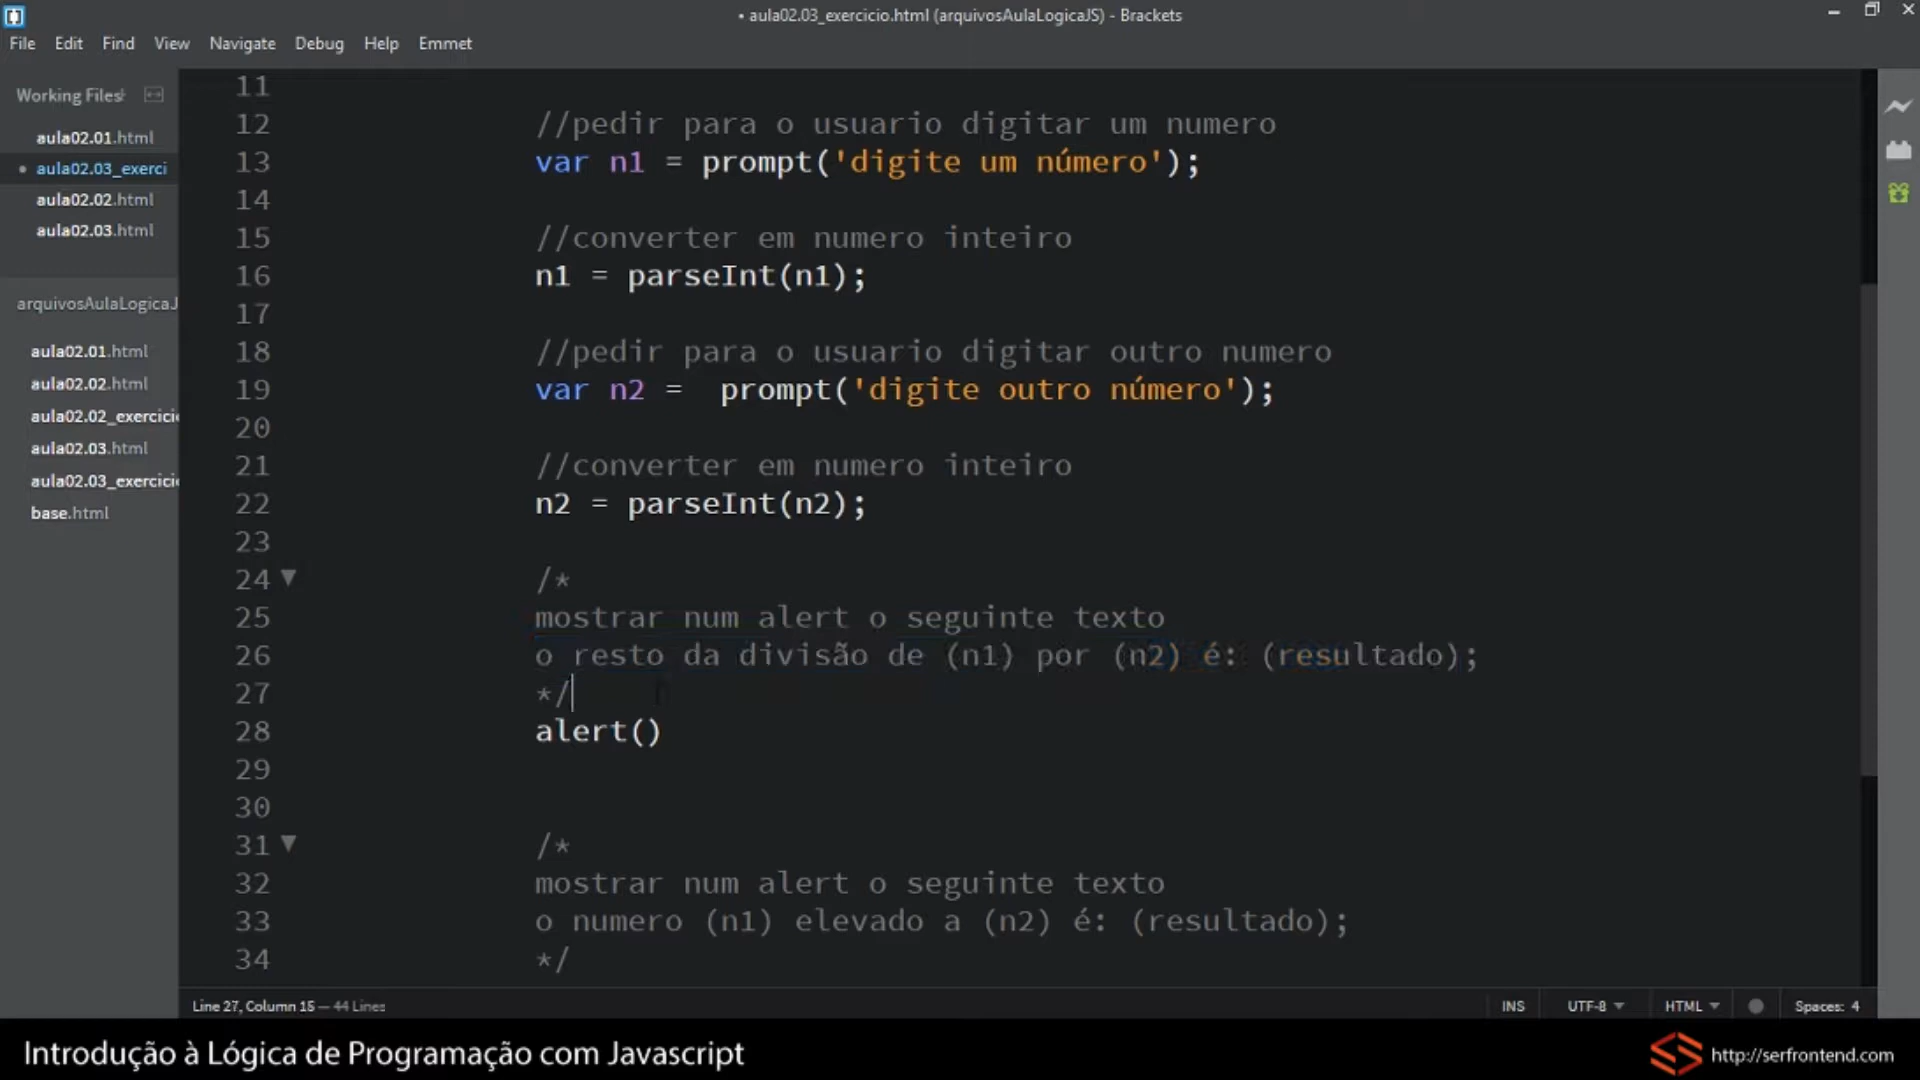 • aula02.03_exercicio.html (arquivosAulaLogicaJS) - Brackets
File Edit Find View Navigate Debug Help Emmet
Working Files
aula02.01.html
• aula02.03_exerci
aula02.02.html
aula02.03.html
arquivosAulaLogicaJ
aula02.01.html
aula02.02.html
aula02.02_exercici
aula02.03.html
aula02.03_exercici
base.html
11
12 //pedir para o usuario digitar um numero
13 var n1 = prompt('digite um número');
14
15 //converter em numero inteiro
16 n1 = parseInt(n1);
17
18 //pedir para o usuario digitar outro numero
19 var n2 =  prompt('digite outro número');
20
21 //converter em numero inteiro
22 n2 = parseInt(n2);
23
24 /*
25 mostrar num alert o seguinte texto
26 o resto da divisão de (n1) por (n2) é: (resultado);
27 */
28 alert()
29
30
31 /*
32 mostrar num alert o seguinte texto
33 o numero (n1) elevado a (n2) é: (resultado);
34 */
Line 27, Column 15 — 44 Lines
INS UTF-8 HTML Spaces: 4
Introdução à Lógica de Programação com Javascript
http://serfrontend.com